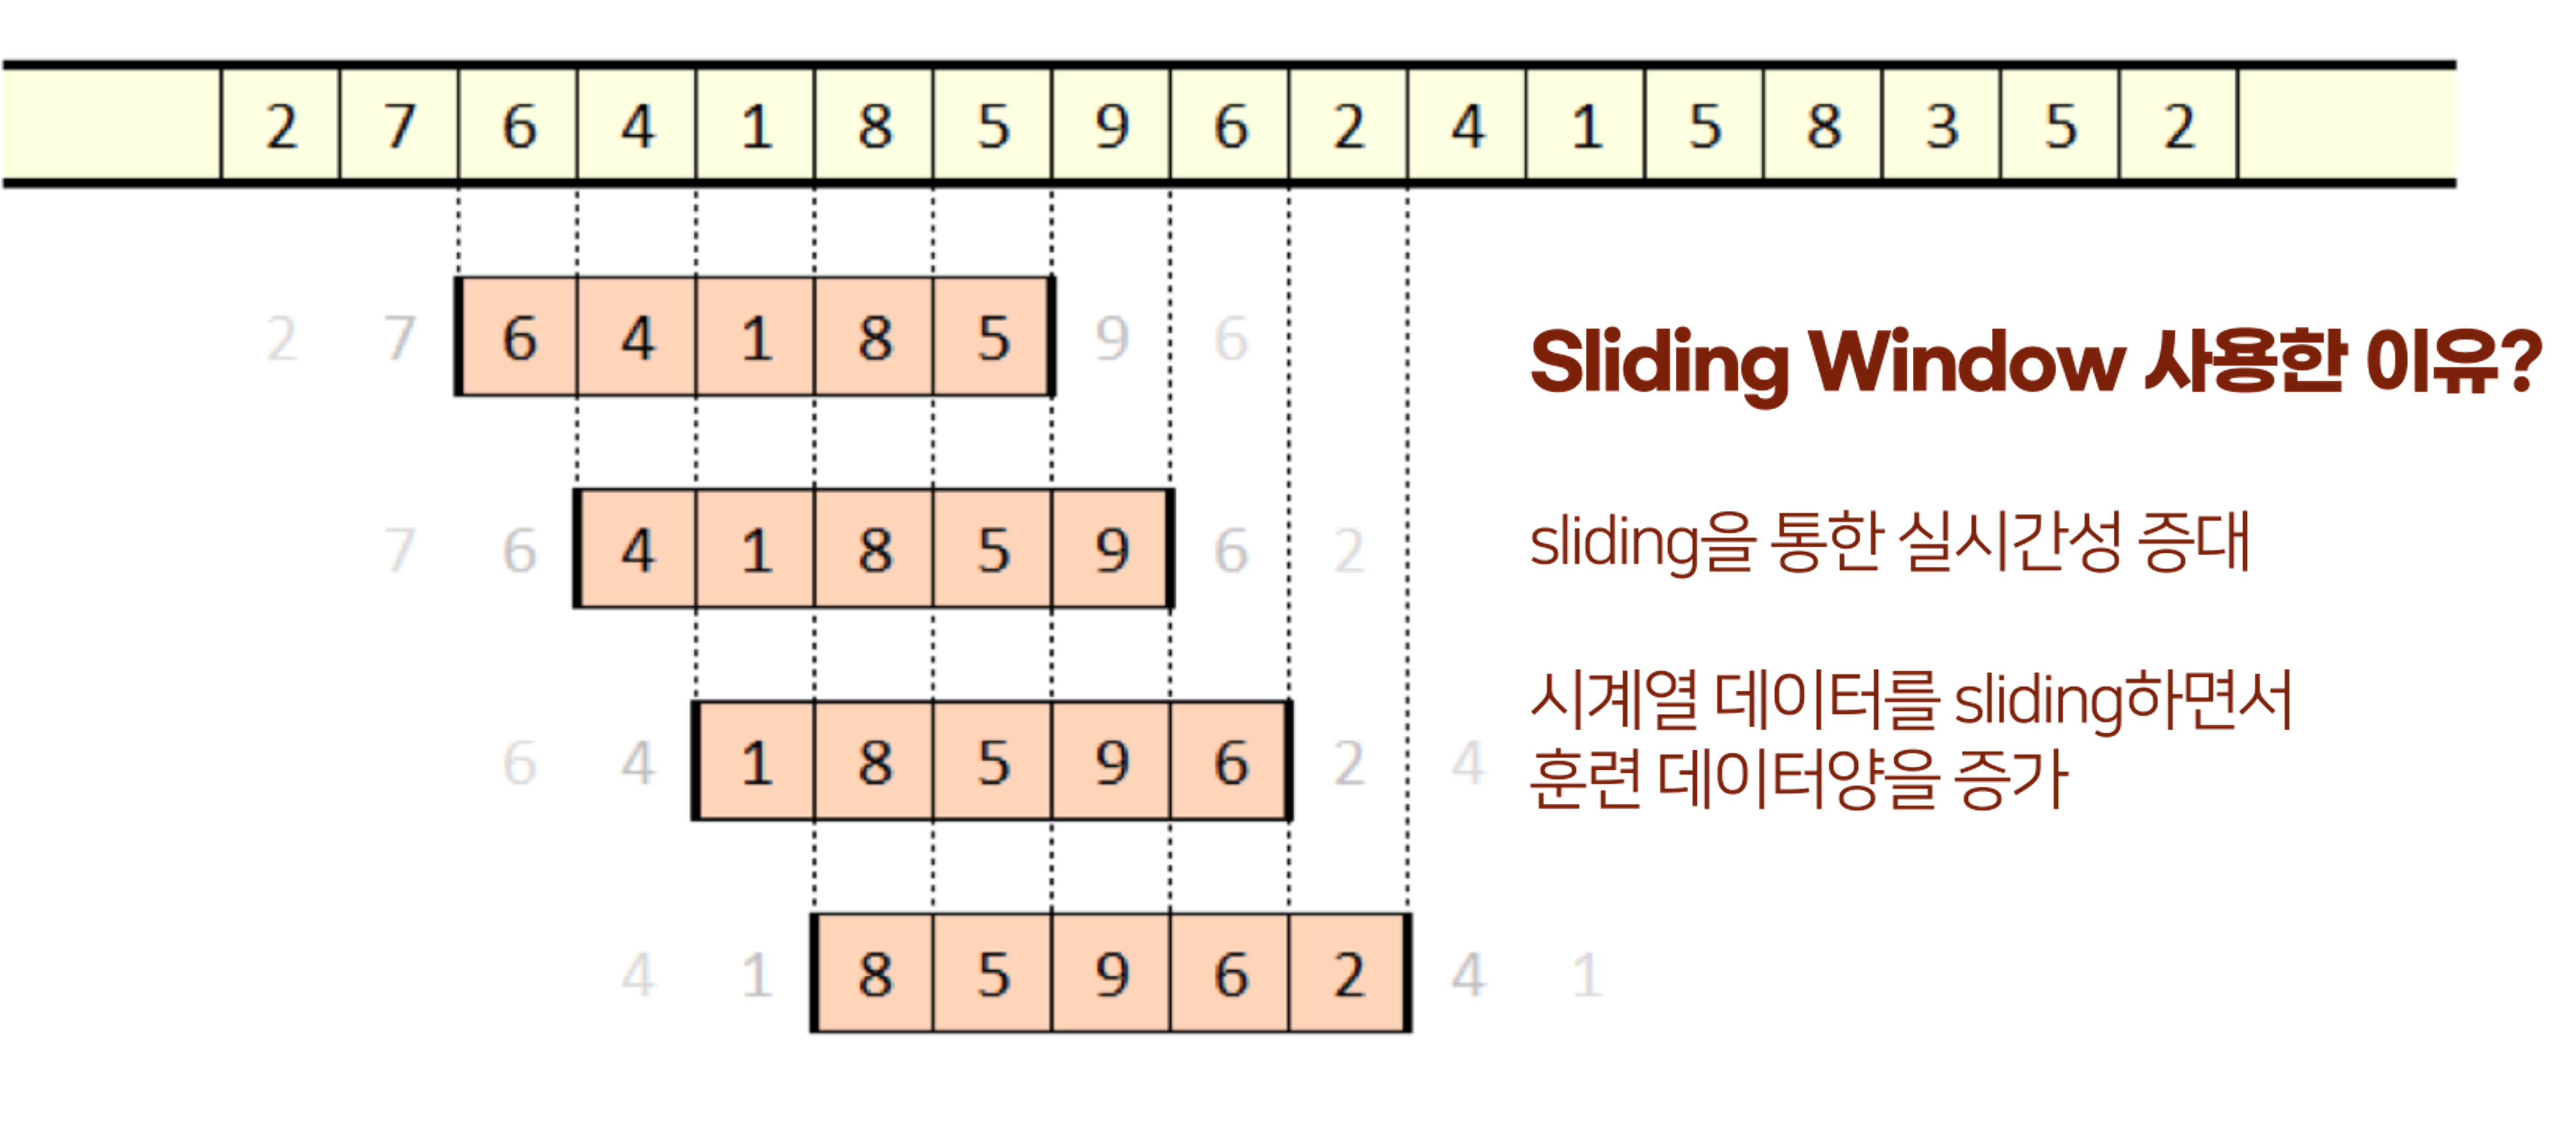 2 7 6 4 1 8 5 9 6 2 4 1 5 8 3 5 2
2 7 6 4 1 8 5 9 6
Sliding Window 사용한 이유?
7 6 4 1 8 5 9 6 2
sliding을 통한 실시간성 증대
6 4 1 8 5 9 6 2 4
시계열 데이터를 sliding하면서
훈련 데이터양을 증가
4 1 8 5 9 6 2 4 1